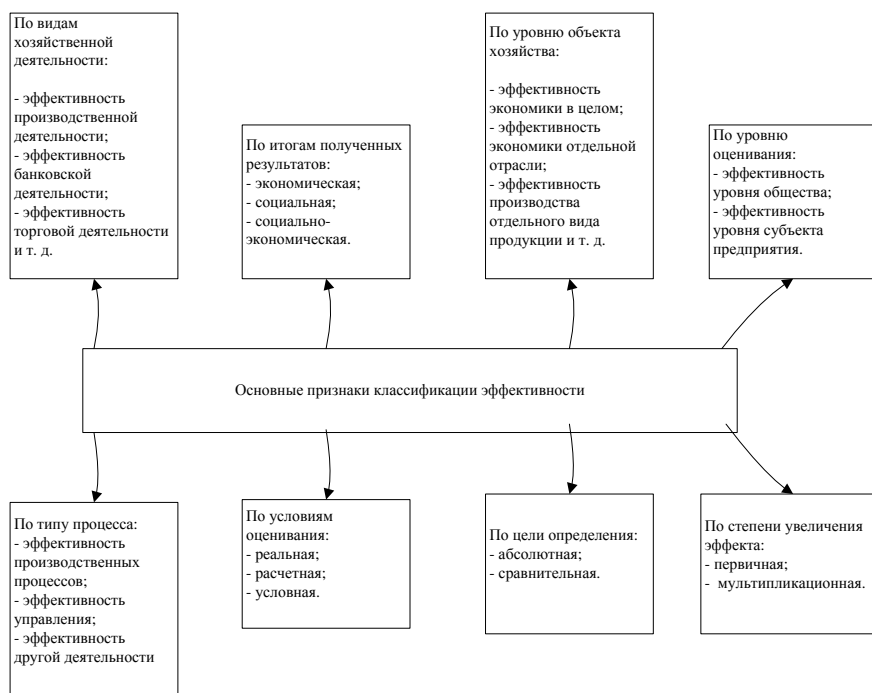 По видам
хозяйственной
деятельности:
- эффективность
производственной
деятельности;
- эффективность
банковской
деятельности;
- эффективность
торговой деятельности
и т. д.
По итогам полученных
результатов:
- экономическая;
- социальная;
- социально-
экономическая.
По уровню объекта
хозяйства:
- эффективность
экономики в целом;
- эффективность
экономики отдельной
отрасли;
- эффективность
производства
отдельного вида
продукции и т. д.
По уровню
оценивания:
- эффективность
уровня общества;
- эффективность
уровня субъекта
предприятия.
Основные признаки классификации эффективности
По типу процесса:
- эффективность
производственных
процессов;
- эффективность
управления;
- эффективность
другой деятельности
По условиям
оценивания:
- реальная;
- расчетная;
- условная.
По цели определения:
- абсолютная;
- сравнительная.
По степени увеличения
эффекта:
- первичная;
- мультипликационная.